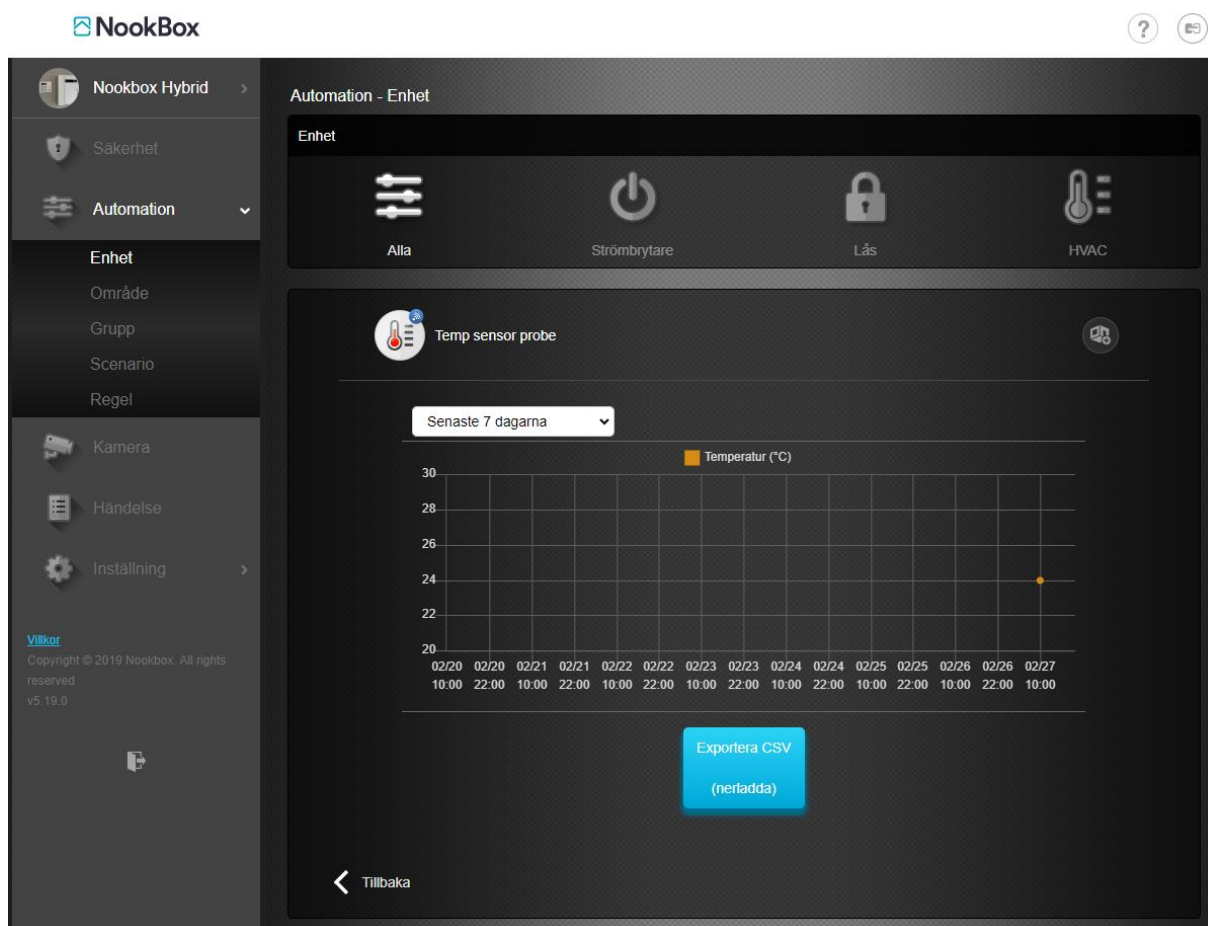 NookBox
?
Nookbox Hybrid
Säkerhet
Automation
Enhet
Område
Grupp
Scenario
Regel
Kamera
Händelse
Inställning
Villkor
Copyright © 2019 Nookbox. All rights
reserved
v5.19.0
Automation - Enhet
Enhet
Alla
Strömbrytare
Lås
HVAC
Temp sensor probe
Senaste 7 dagarna
Temperatur (°C)
30
28
26
24
22
20
02/20 02/20 02/21 02/21 02/22 02/22 02/23 02/23 02/24 02/24 02/25 02/25 02/26 02/26 02/27
10:00 22:00 10:00 22:00 10:00 22:00 10:00 22:00 10:00 22:00 10:00 22:00 10:00 22:00 10:00
Exportera CSV
(nerladda)
Tillbaka